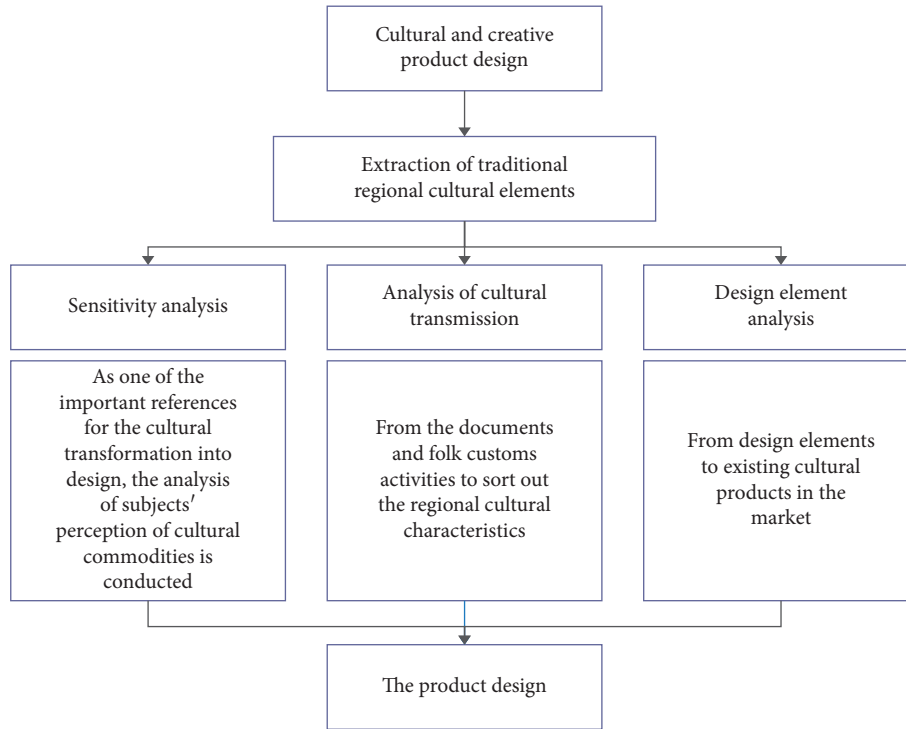 Cultural and creative
product design
Extraction of traditional
regional cultural elements
Sensitivity analysis
Analysis of cultural
transmission
Design element
analysis
As one of the
important references
for the cultural
transformation into
design, the analysis
of subjects′
perception of cultural
commodities is
conducted
From the documents
and folk customs
activities to sort out
the regional cultural
characteristics
From design elements
to existing cultural
products in the
market
The product design